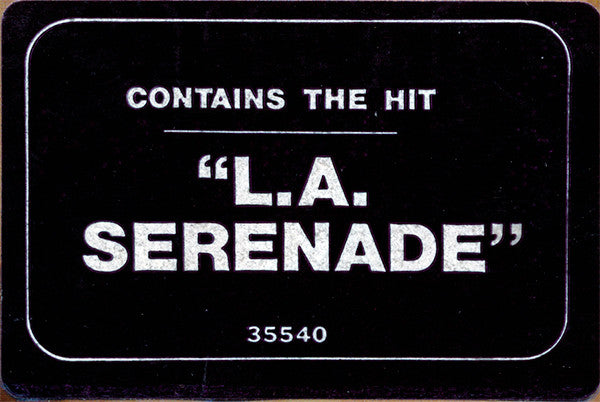 CONTAINS THE HIT
“L.A.
SERENADE”
35540